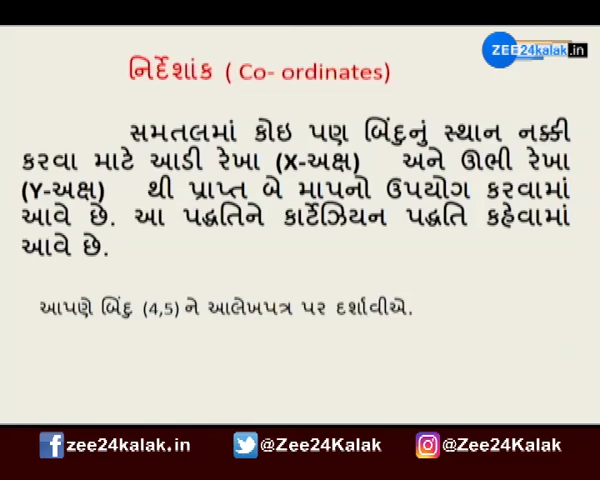 ZEE24kalak.in
નિર્દેશાંક ( Co- ordinates)
સમતલમાં કોઇ પણ બિંદુનું સ્થાન નક્કી
કરવા માટે આડી રેખા (X-અક્ષ) અને ઊભી રેખા
(Y-અક્ષ) થી પ્રાપ્ત બે માપનો ઉપયોગ કરવામાં
આવે છે. આ પદ્ધતિને કાર્ટેઝિયન પદ્ધતિ કહેવામાં
આવે છે.
આપણે બિંદુ (4,5) ને આલેખપત્ર પર દર્શાવીએ.
zee24kalak.in @Zee24Kalak @Zee24Kalak